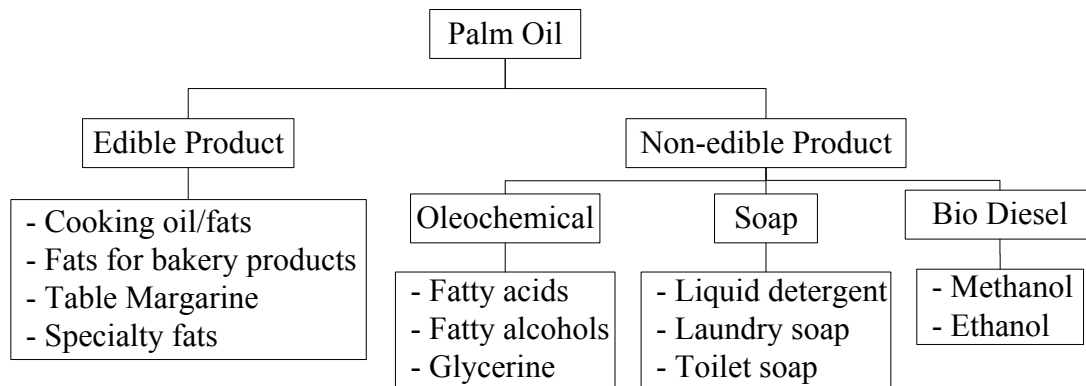 Palm Oil
Edible Product
Non-edible Product
- Cooking oil/fats
- Fats for bakery products
- Table Margarine
- Specialty fats
Oleochemical
- Fatty acids
- Fatty alcohols
- Glycerine
Soap
- Liquid detergent
- Laundry soap
- Toilet soap
Bio Diesel
- Methanol
- Ethanol